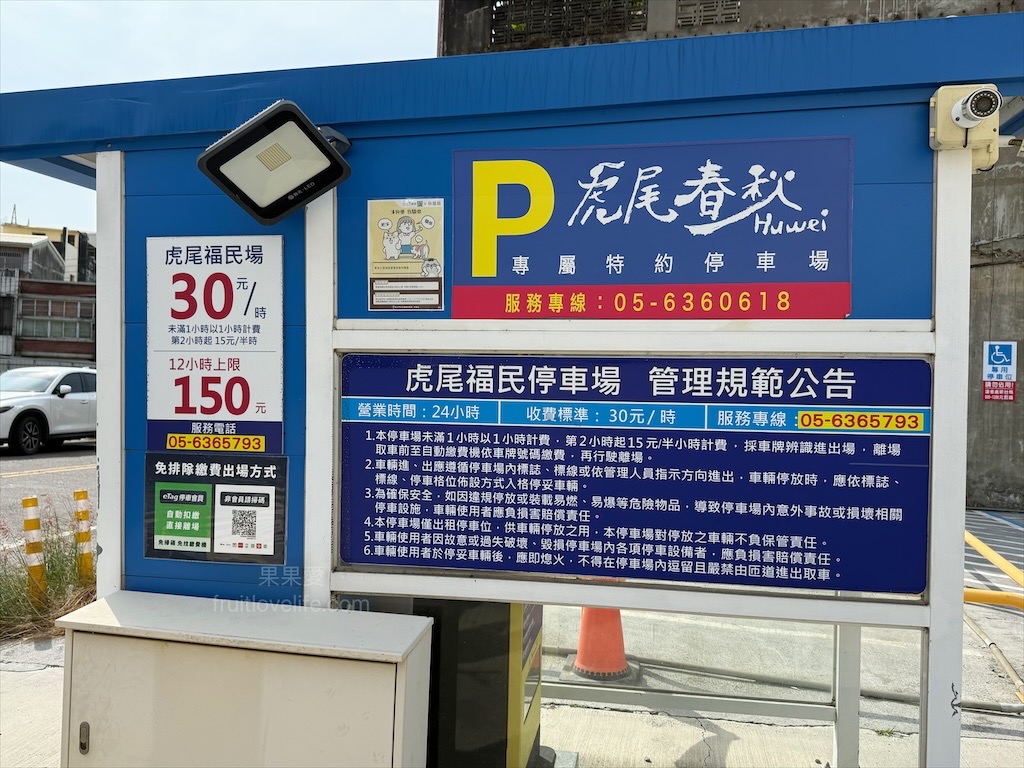 P 虎尾春秋
Huwei
專屬特約停車場
服務專線：05-6360618
虎尾福民場
30元/時
未滿1小時以1小時計費
第2小時起 15元/半時
12小時上限
150元
服務電話
05-6365793
免排除繳費出場方式
eTag 停車會員
自動扣繳
直接離場
免掃碼 免找繳費機
非會員請掃碼
虎尾福民停車場 管理規範公告
營業時間：24小時
收費標準： 30元/ 時
服務專線：05-6365793
1.本停車場未滿1小時以1小時計費，第2小時起15元/半小時計費，採車牌辨識進出場，離場
取車前至自動繳費機依車牌號碼繳費，再行駛離場。
2.車輛進、出應遵循停車場內標誌、標線或依管理人員指示方向進出，車輛停放時，應依標誌、
標線、停車格位佈設方式入格停妥車輛。
3.為確保安全，如因違規停放或裝載易燃、易爆等危險物品，導致停車場內意外事故或損壞相關
停車設施，車輛使用者應負損害賠償責任。
4.本停車場僅出租停車位，供車輛停放之用，本停車場對停放之車輛不負保管責任。
5.車輛使用者因故意或過失破壞、毀損停車場內各項停車設備者，應負損害賠償責任。
6.車輛使用者於停妥車輛後，應即熄火，不得在停車場內逗留且嚴禁由匝道進出取車。
專用
停車位
請勿佔用!
果果愛
fruitlovelife.com